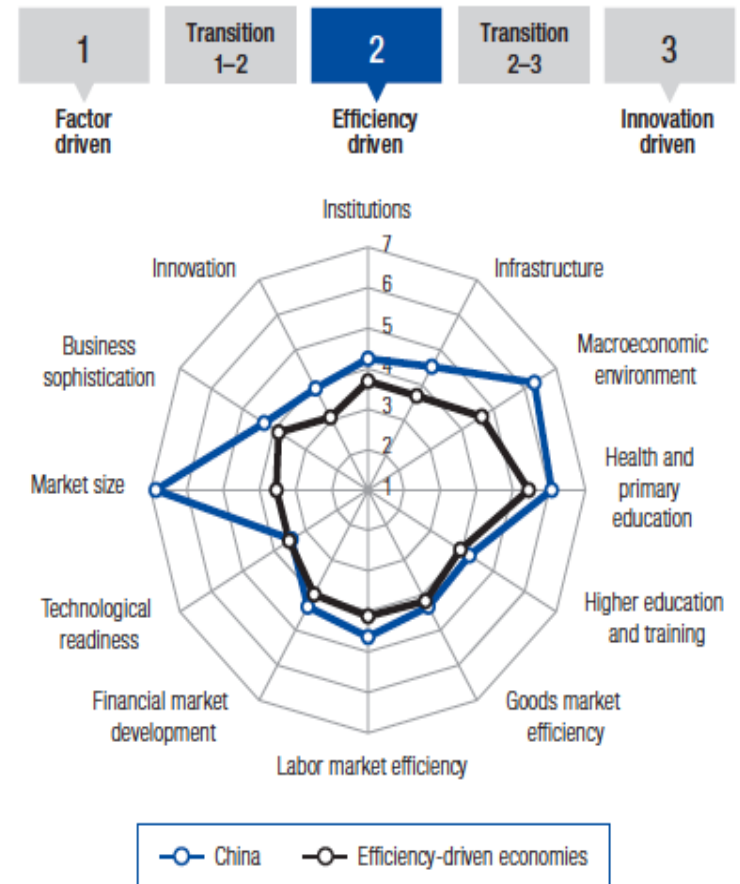 1
Transition
1–2
2
Transition
2–3
3
Factor
driven
Efficiency
driven
Innovation
driven
Institutions
7
Innovation
Infrastructure
6
5
Business
sophistication
Macroeconomic
environment
4
3
2
Market size
1
Health and
primary
education
Technological
readiness
Higher education
and training
Financial market
development
Goods market
efficiency
Labor market efficiency
China
Efficiency-driven economies